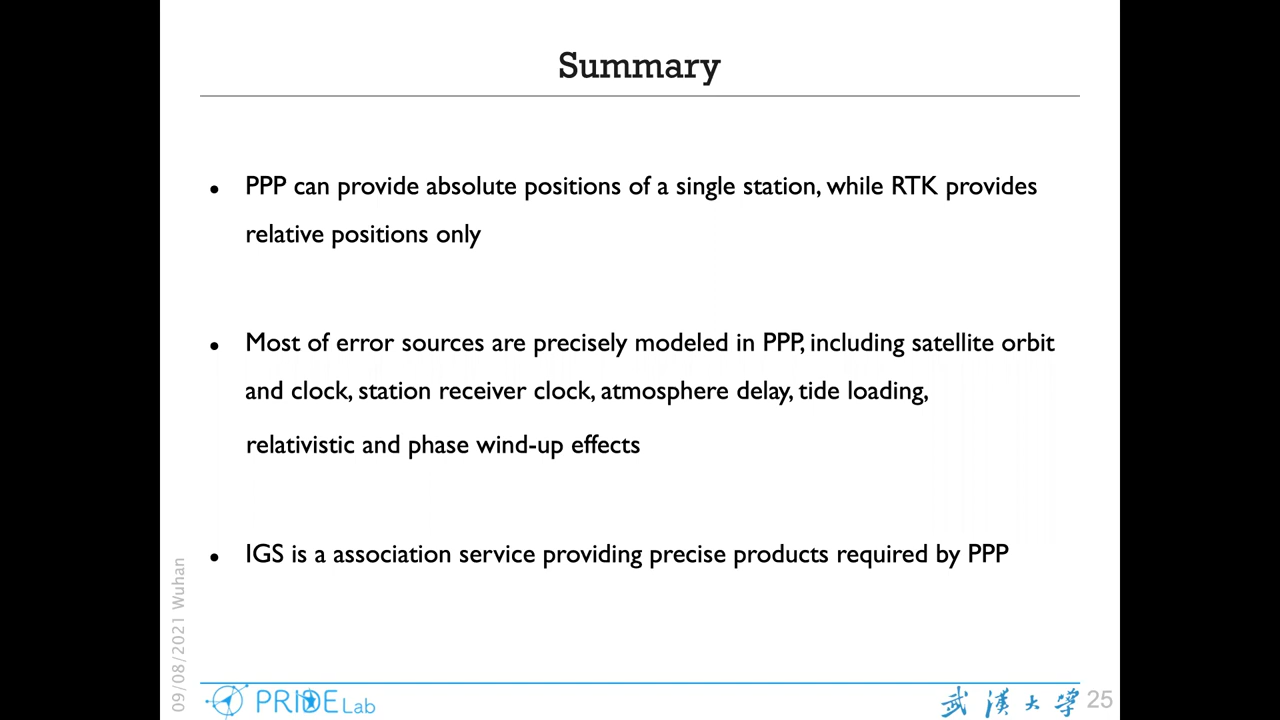 Summary
• PPP can provide absolute positions of a single station, while RTK provides
relative positions only
• Most of error sources are precisely modeled in PPP, including satellite orbit
and clock, station receiver clock, atmosphere delay, tide loading,
relativistic and phase wind-up effects
• IGS is a association service providing precise products required by PPP
09/08/2021 Wuhan
PRIDE Lab
武漢大学
25